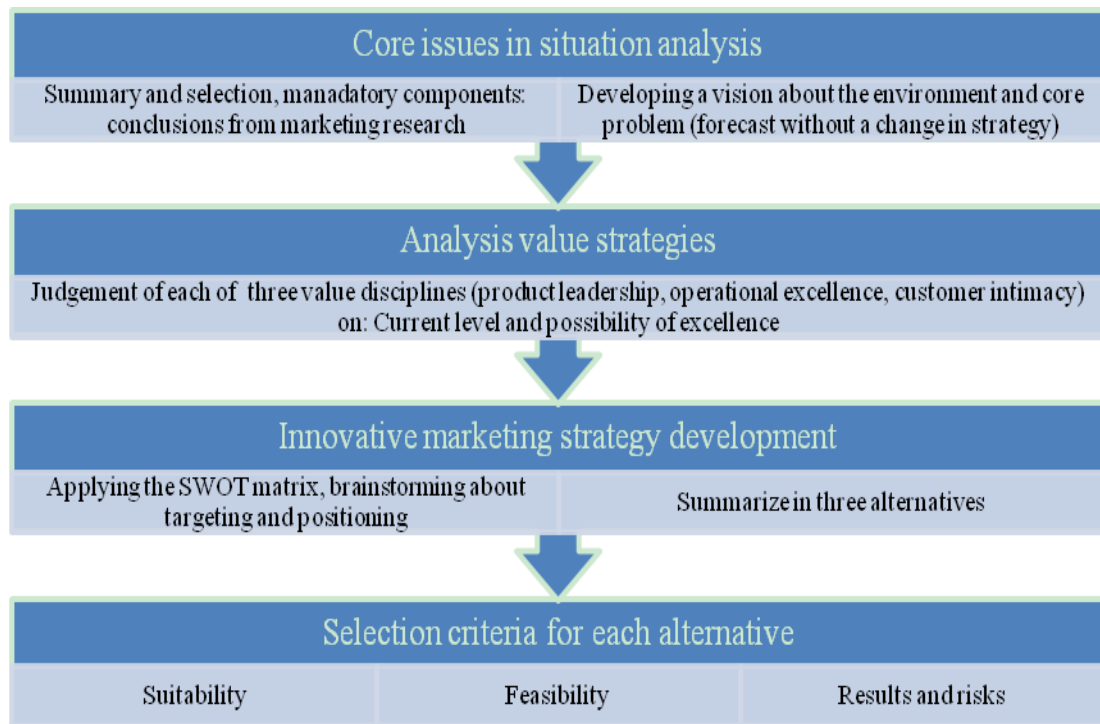 Core issues in situation analysis
Summary and selection, manadatory components:
conclusions from marketing research
Developing a vision about the environment and core
problem (forecast without a change in strategy)
Analysis value strategies
Judgement of each of three value disciplines (product leadership, operational excellence, customer intimacy)
on: Current level and possibility of excellence
Innovative marketing strategy development
Applying the SWOT matrix, brainstorming about
targeting and positioning
Summarize in three alternatives
Selection criteria for each alternative
Suitability
Feasibility
Results and risks